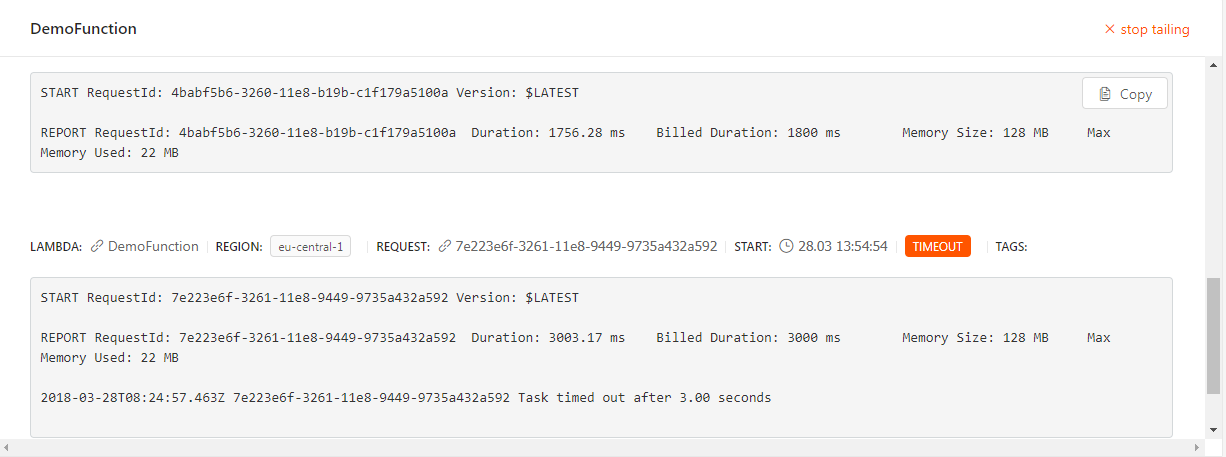 DemoFunction
stop tailing
START RequestId: 4babf5b6-3260-11e8-b19b-c1f179a5100a Version: $LATEST
Copy
REPORT RequestId: 4babf5b6-3260-11e8-b19b-c1f179a5100a Duration: 1756.28 ms Billed Duration: 1800 ms Memory Size: 128 MB Max
Memory Used: 22 MB
LAMBDA: DemoFunction REGION: eu-central-1 REQUEST: 7e223e6f-3261-11e8-9449-9735a432a592 START: 28.03 13:54:54 TIMEOUT TAGS:
START RequestId: 7e223e6f-3261-11e8-9449-9735a432a592 Version: $LATEST
REPORT RequestId: 7e223e6f-3261-11e8-9449-9735a432a592 Duration: 3003.17 ms Billed Duration: 3000 ms Memory Size: 128 MB Max
Memory Used: 22 MB
2018-03-28T08:24:57.463Z 7e223e6f-3261-11e8-9449-9735a432a592 Task timed out after 3.00 seconds